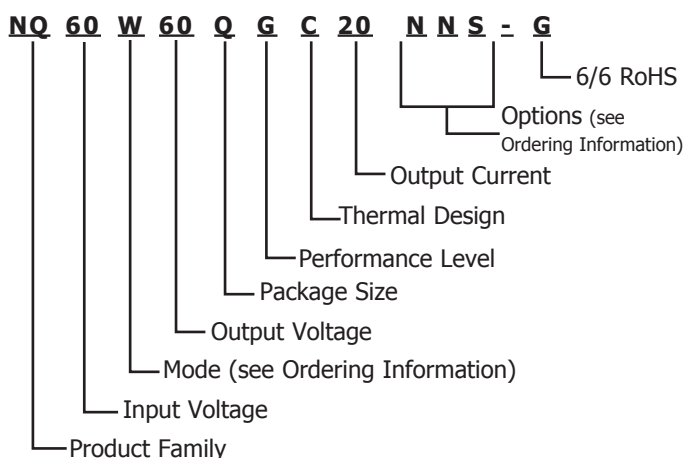 NQ 60 W 60 Q G C 20 N N S - G
6/6 RoHS
Options (see
Ordering Information)
Output Current
Thermal Design
Performance Level
Package Size
Output Voltage
Mode (see Ordering Information)
Input Voltage
Product Family